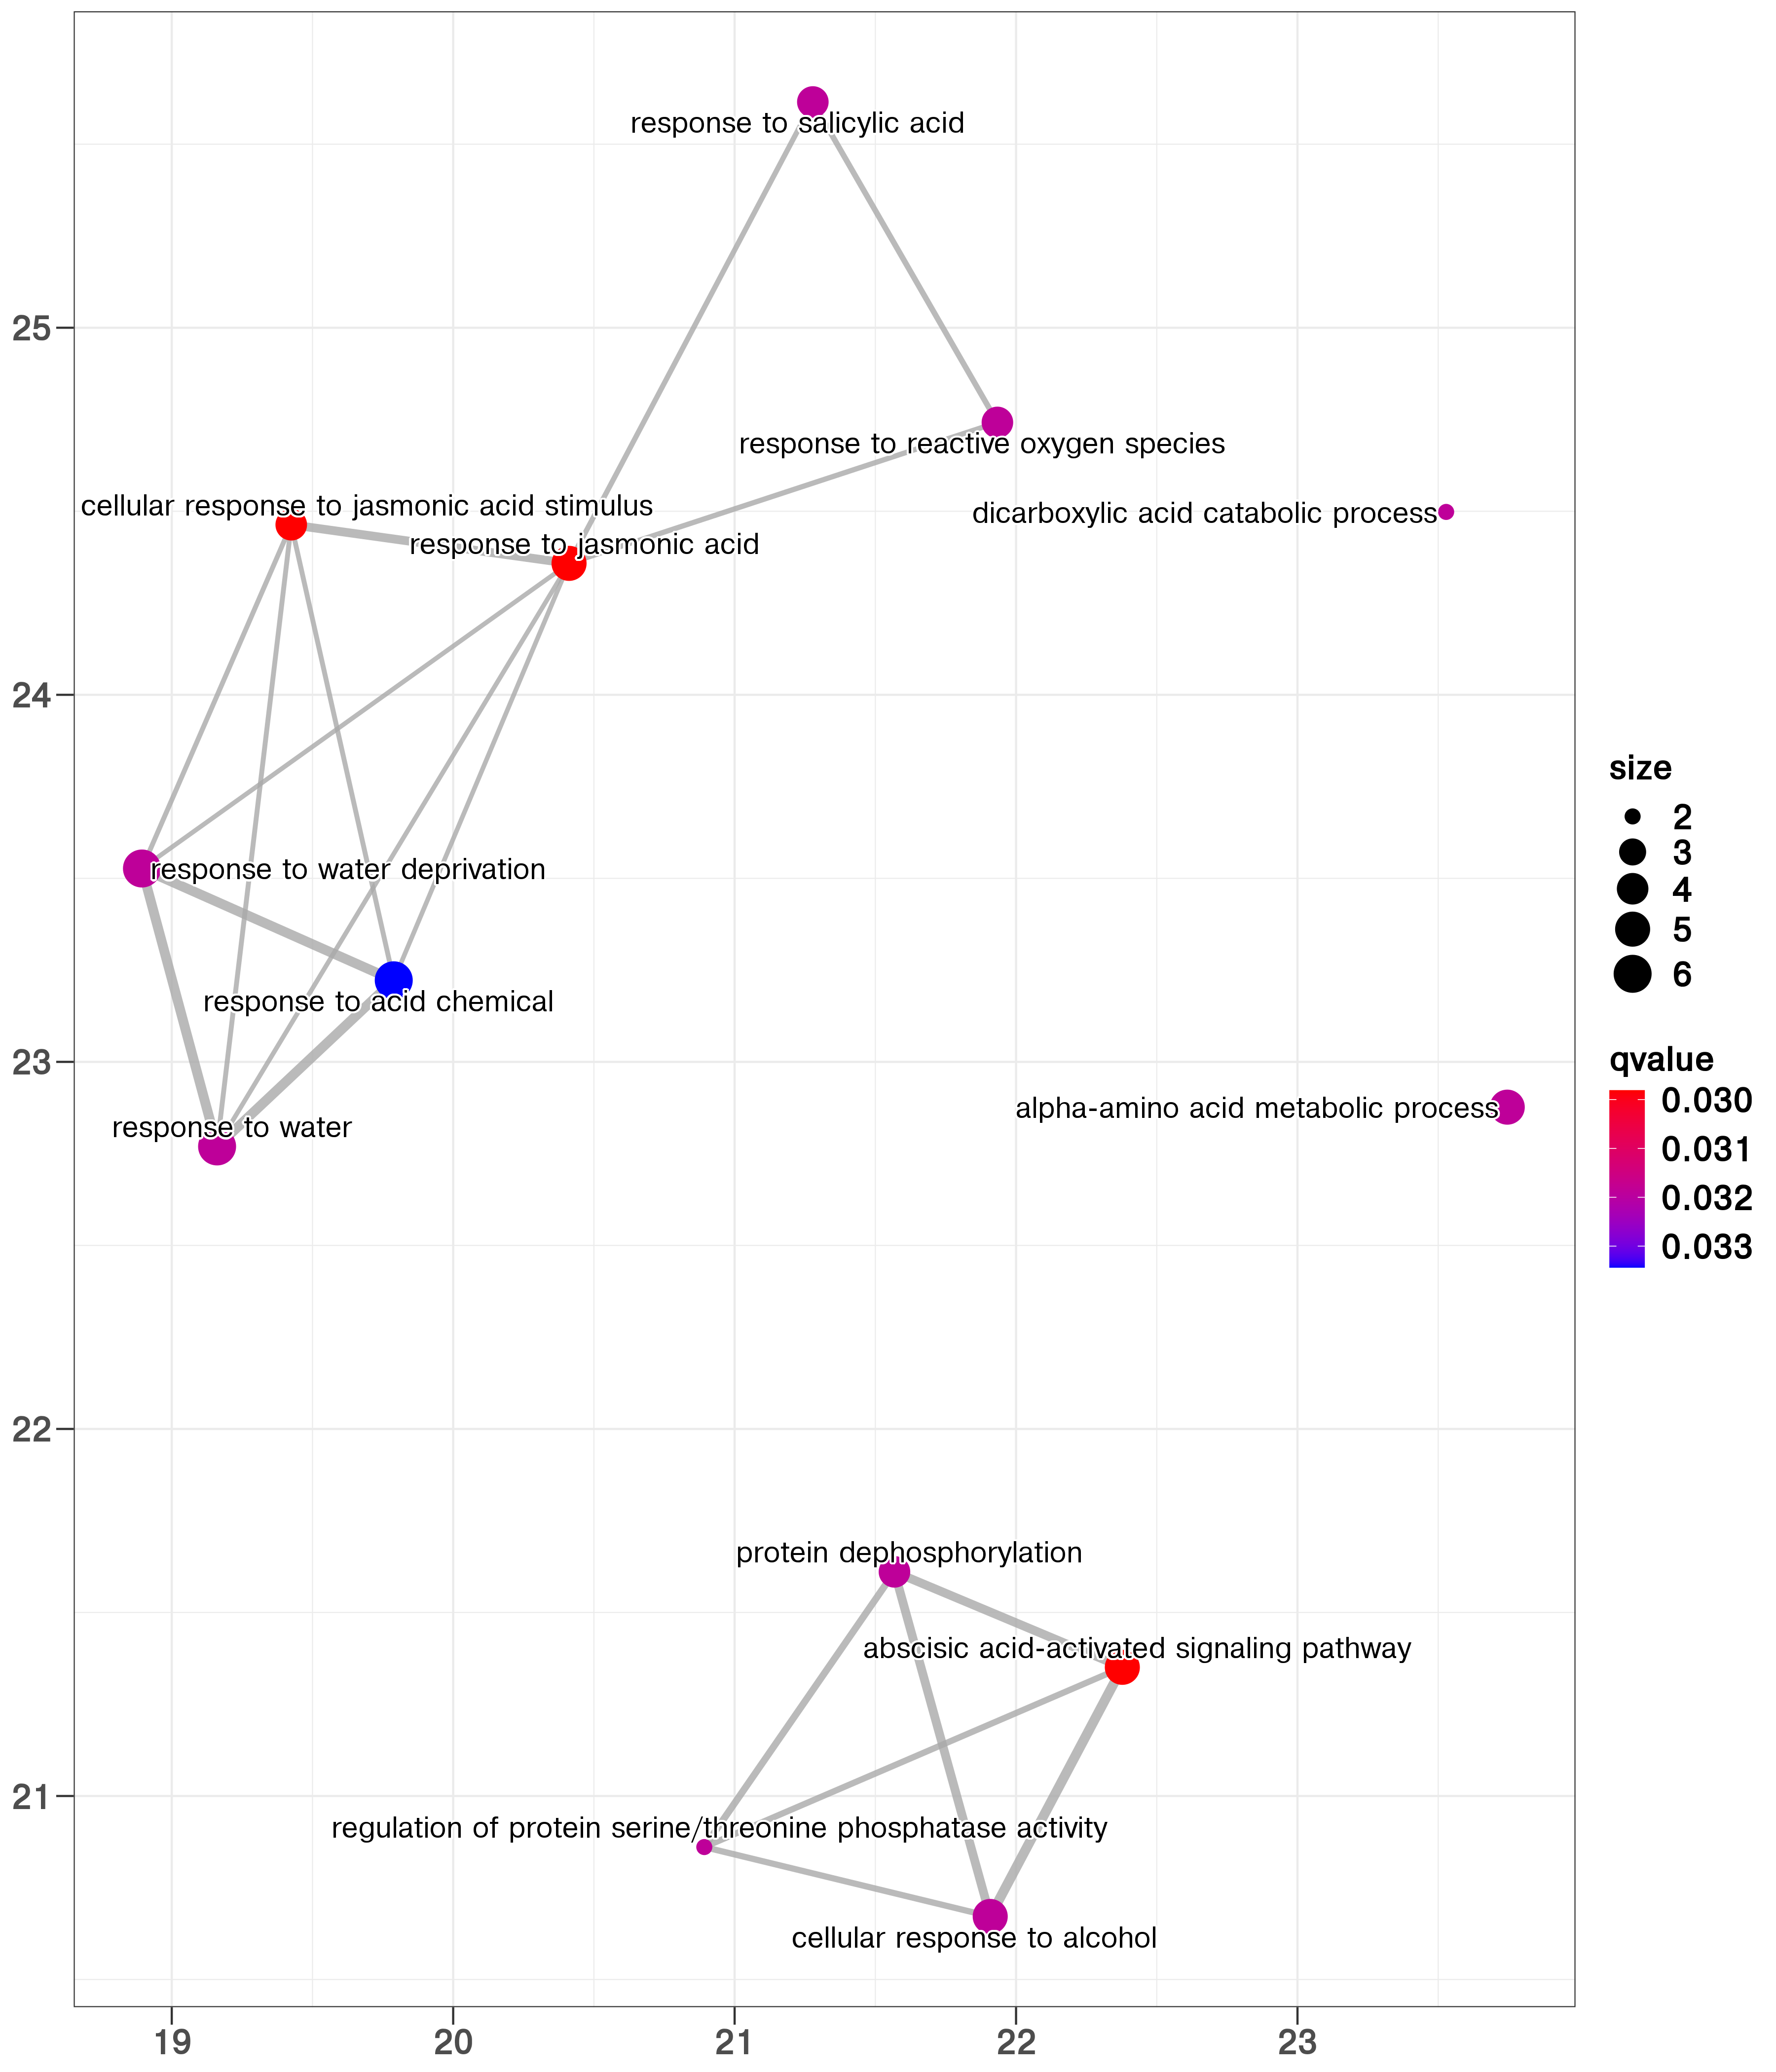 response to salicylic acid
25
response to reactive oxygen species
cellular response to jasmonic acid stimulus
dicarboxylic acid catabolic process
response to jasmonic acid
24
size
2
3
4
5
6
response to water deprivation
response to acid chemical
23
qvalue
0.030
0.031
0.032
0.033
alpha-amino acid metabolic process
response to water
22
protein dephosphorylation
abscisic acid-activated signaling pathway
21
regulation of protein serine/threonine phosphatase activity
cellular response to alcohol
19 20 21 22 23